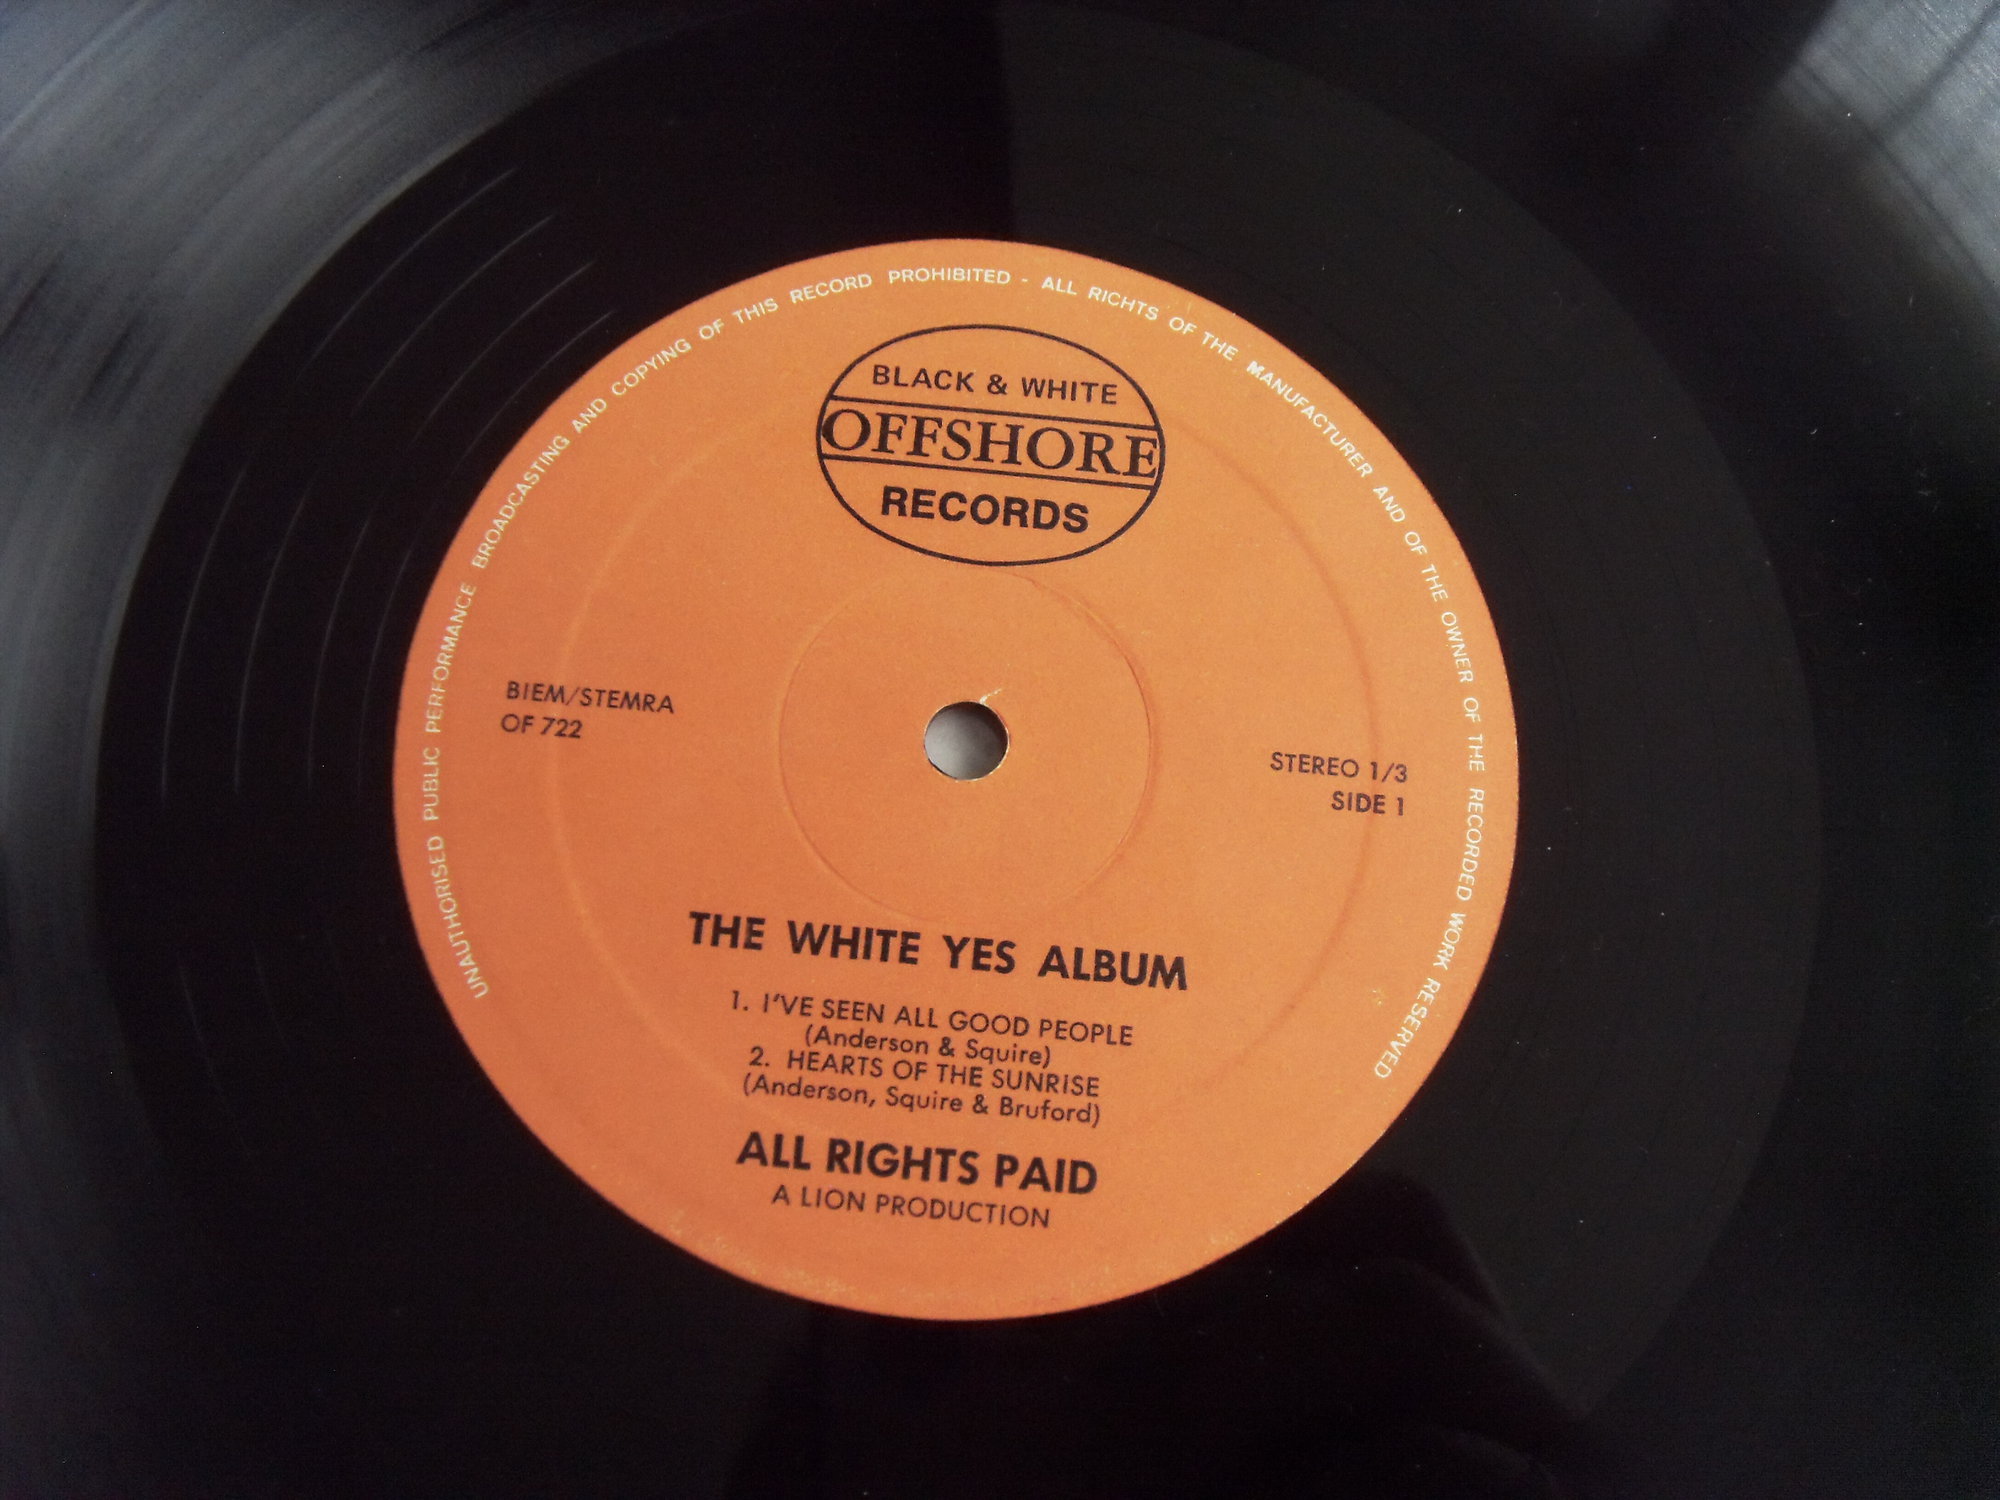 UNAUTHORISED PUBLIC PERFORMANCE BROADCASTING AND COPYING OF THIS RECORD PROHIBITED - ALL RICHTS OF THE MANUFACTURER AND OF THE OWNER OF THE RECORDED WORK RESERVED
BLACK & WHITE
OFFSHORE
RECORDS
BIEM/STEMRA
OF 722
STEREO 1/3
SIDE 1
THE WHITE YES ALBUM
1. I'VE SEEN ALL GOOD PEOPLE
(Anderson & Squire)
2. HEARTS OF THE SUNRISE
(Anderson, Squire & Bruford)
ALL RIGHTS PAID
A LION PRODUCTION